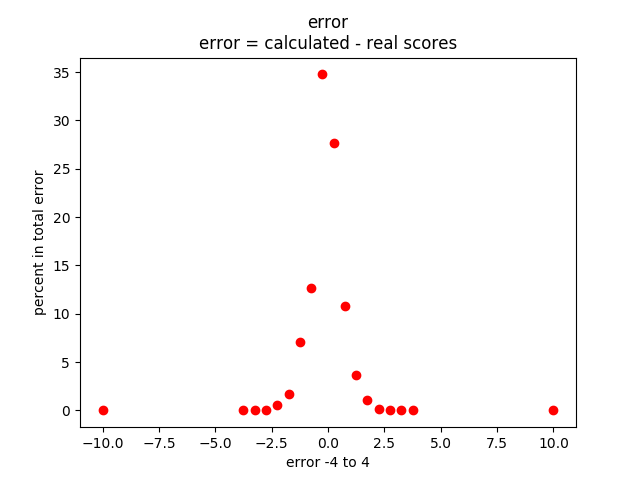 error
error = calculated - real scores
35
30
25
20
15
10
5
0
percent in total error
−10.0 −7.5 −5.0 −2.5 0.0 2.5 5.0 7.5 10.0
error -4 to 4